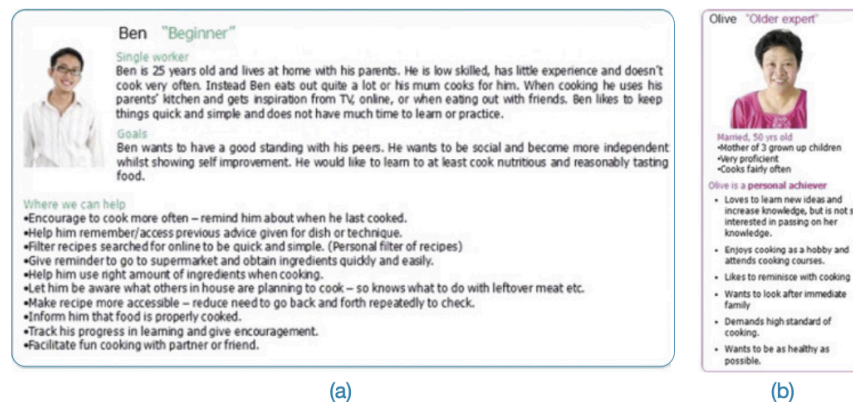 Ben "Beginner"
Single worker
Ben is 25 years old and lives at home with his parents. He is low skilled, has little experience and doesn't
cook very often. Instead Ben eats out quite a lot or his mum cooks for him. When cooking he uses his
parents' kitchen and gets inspiration from TV, online, or when eating out with friends. Ben likes to keep
things quick and simple and does not have much time to learn or practice.
Goals
Ben wants to have a good standing with his peers. He wants to be social and become more independent
whilst showing self improvement. He would like to learn to at least cook nutritious and reasonably tasting
food.
Where we can help
•Encourage to cook more often – remind him about when he last cooked.
•Help him remember/access previous advice given for dish or technique.
•Filter recipes searched for online to be quick and simple. (Personal filter of recipes)
•Give reminder to go to supermarket and obtain ingredients quickly and easily.
•Help him use right amount of ingredients when cooking.
•Let him be aware what others in house are planning to cook – so knows what to do with leftover meat etc.
•Make recipe more accessible – reduce need to go back and forth repeatedly to check.
•Inform him that food is properly cooked.
•Track his progress in learning and give encouragement.
•Facilitate fun cooking with partner or friend.
(a)
Olive "Older expert"
Married, 50 yrs old
•Mother of 3 grown up children
•Very proficient
•Cooks fairly often
Olive is a personal achiever
• Loves to learn new ideas and
increase knowledge, but is not s
interested in passing on her
knowledge.
• Enjoys cooking as a hobby and
attends cooking courses.
• Likes to reminisce with cooking
• Wants to look after immediate
family
• Demands high standard of
cooking.
• Wants to be as healthy as
possible.
(b)